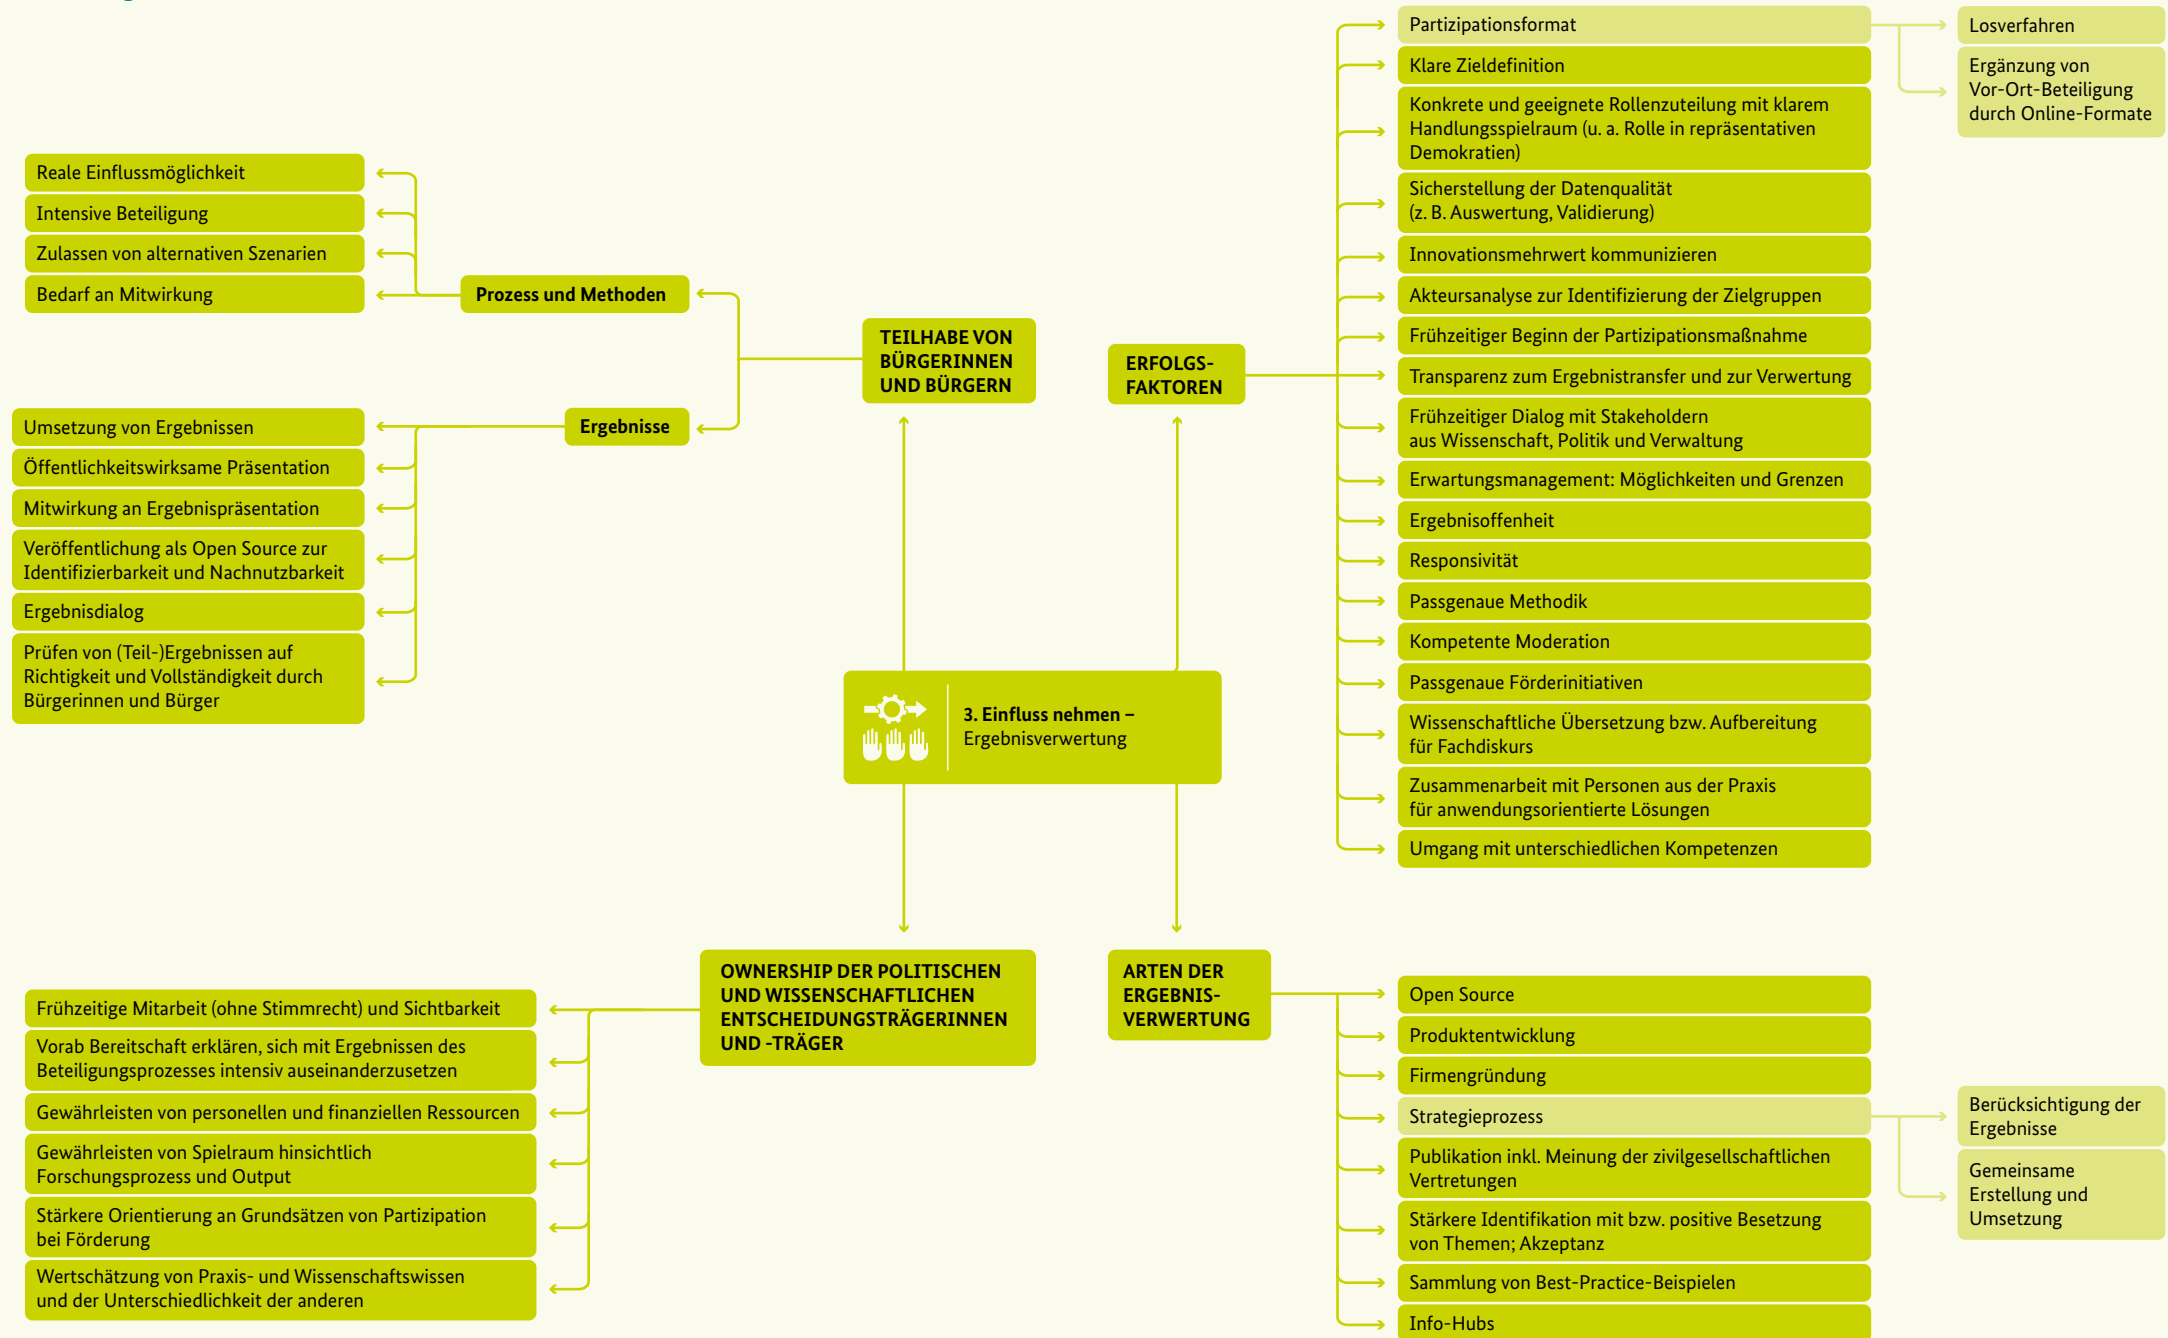 Reale Einflussmöglichkeit
Intensive Beteiligung
Zulassen von alternativen Szenarien
Bedarf an Mitwirkung
Prozess und Methoden
Umsetzung von Ergebnissen
Öffentlichkeitswirksame Präsentation
Mitwirkung an Ergebnispräsentation
Veröffentlichung als Open Source zur
Identifizierbarkeit und Nachnutzbarkeit
Ergebnisdialog
Prüfen von (Teil-)Ergebnissen auf
Richtigkeit und Vollständigkeit durch
Bürgerinnen und Bürger
Ergebnisse
TEILHABE VON
BÜRGERINNEN
UND BÜRGERN
ERFOLGS-
FAKTOREN
Partizipationsformat
Losverfahren
Ergänzung von
Vor-Ort-Beteiligung
durch Online-Formate
Klare Zieldefinition
Konkrete und geeignete Rollenzuteilung mit klarem
Handlungsspielraum (u. a. Rolle in repräsentativen
Demokratien)
Sicherstellung der Datenqualität
(z. B. Auswertung, Validierung)
Innovationsmehrwert kommunizieren
Akteursanalyse zur Identifizierung der Zielgruppen
Frühzeitiger Beginn der Partizipationsmaßnahme
Transparenz zum Ergebnistransfer und zur Verwertung
Frühzeitiger Dialog mit Stakeholdern
aus Wissenschaft, Politik und Verwaltung
Erwartungsmanagement: Möglichkeiten und Grenzen
Ergebnisoffenheit
Responsivität
Passgenaue Methodik
Kompetente Moderation
Passgenaue Förderinitiativen
Wissenschaftliche Übersetzung bzw. Aufbereitung
für Fachdiskurs
Zusammenarbeit mit Personen aus der Praxis
für anwendungsorientierte Lösungen
Umgang mit unterschiedlichen Kompetenzen
3. Einfluss nehmen –
Ergebnisverwertung
OWNERSHIP DER POLITISCHEN
UND WISSENSCHAFTLICHEN
ENTSCHEIDUNGSTRÄGERINNEN
UND -TRÄGER
Frühzeitige Mitarbeit (ohne Stimmrecht) und Sichtbarkeit
Vorab Bereitschaft erklären, sich mit Ergebnissen des
Beteiligungsprozesses intensiv auseinanderzusetzen
Gewährleisten von personellen und finanziellen Ressourcen
Gewährleisten von Spielraum hinsichtlich
Forschungsprozess und Output
Stärkere Orientierung an Grundsätzen von Partizipation
bei Förderung
Wertschätzung von Praxis- und Wissenschaftswissen
und der Unterschiedlichkeit der anderen
ARTEN DER
ERGEBNIS-
VERWERTUNG
Open Source
Produktentwicklung
Firmengründung
Strategieprozess
Berücksichtigung der
Ergebnisse
Gemeinsame
Erstellung und
Umsetzung
Publikation inkl. Meinung der zivilgesellschaftlichen
Vertretungen
Stärkere Identifikation mit bzw. positive Besetzung
von Themen; Akzeptanz
Sammlung von Best-Practice-Beispielen
Info-Hubs